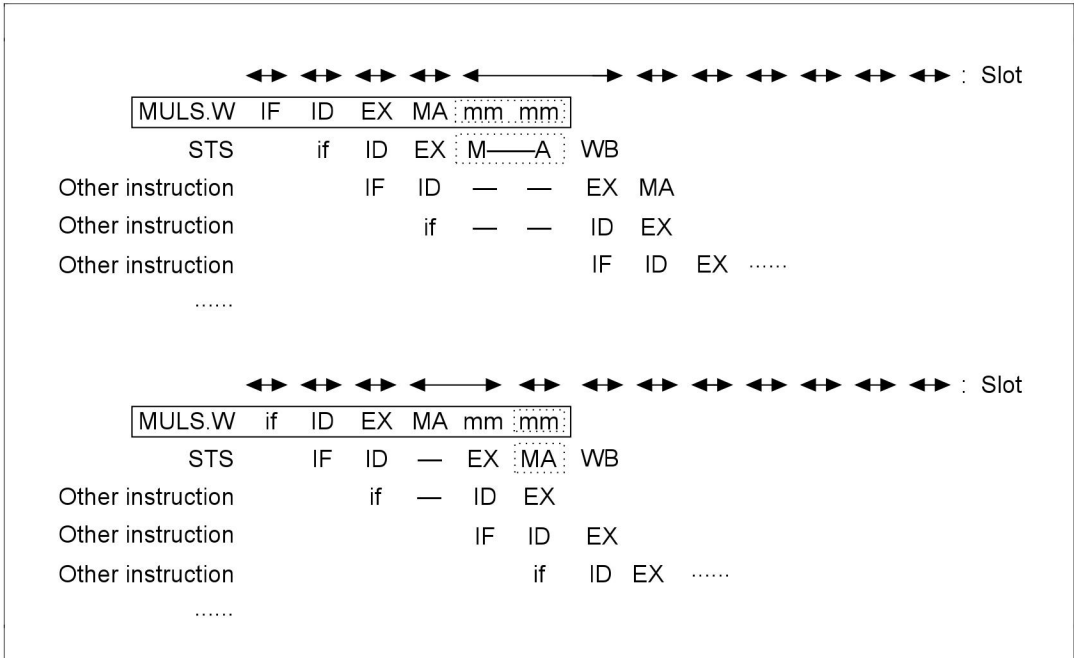 : Slot
MULS.W IF ID EX MA mm mm
STS if ID EX M——A WB
Other instruction IF ID — — EX MA
Other instruction if — — ID EX
Other instruction IF ID EX ······
······
: Slot
MULS.W if ID EX MA mm mm
STS IF ID — EX MA WB
Other instruction if — ID EX
Other instruction IF ID EX
Other instruction if ID EX ······
······